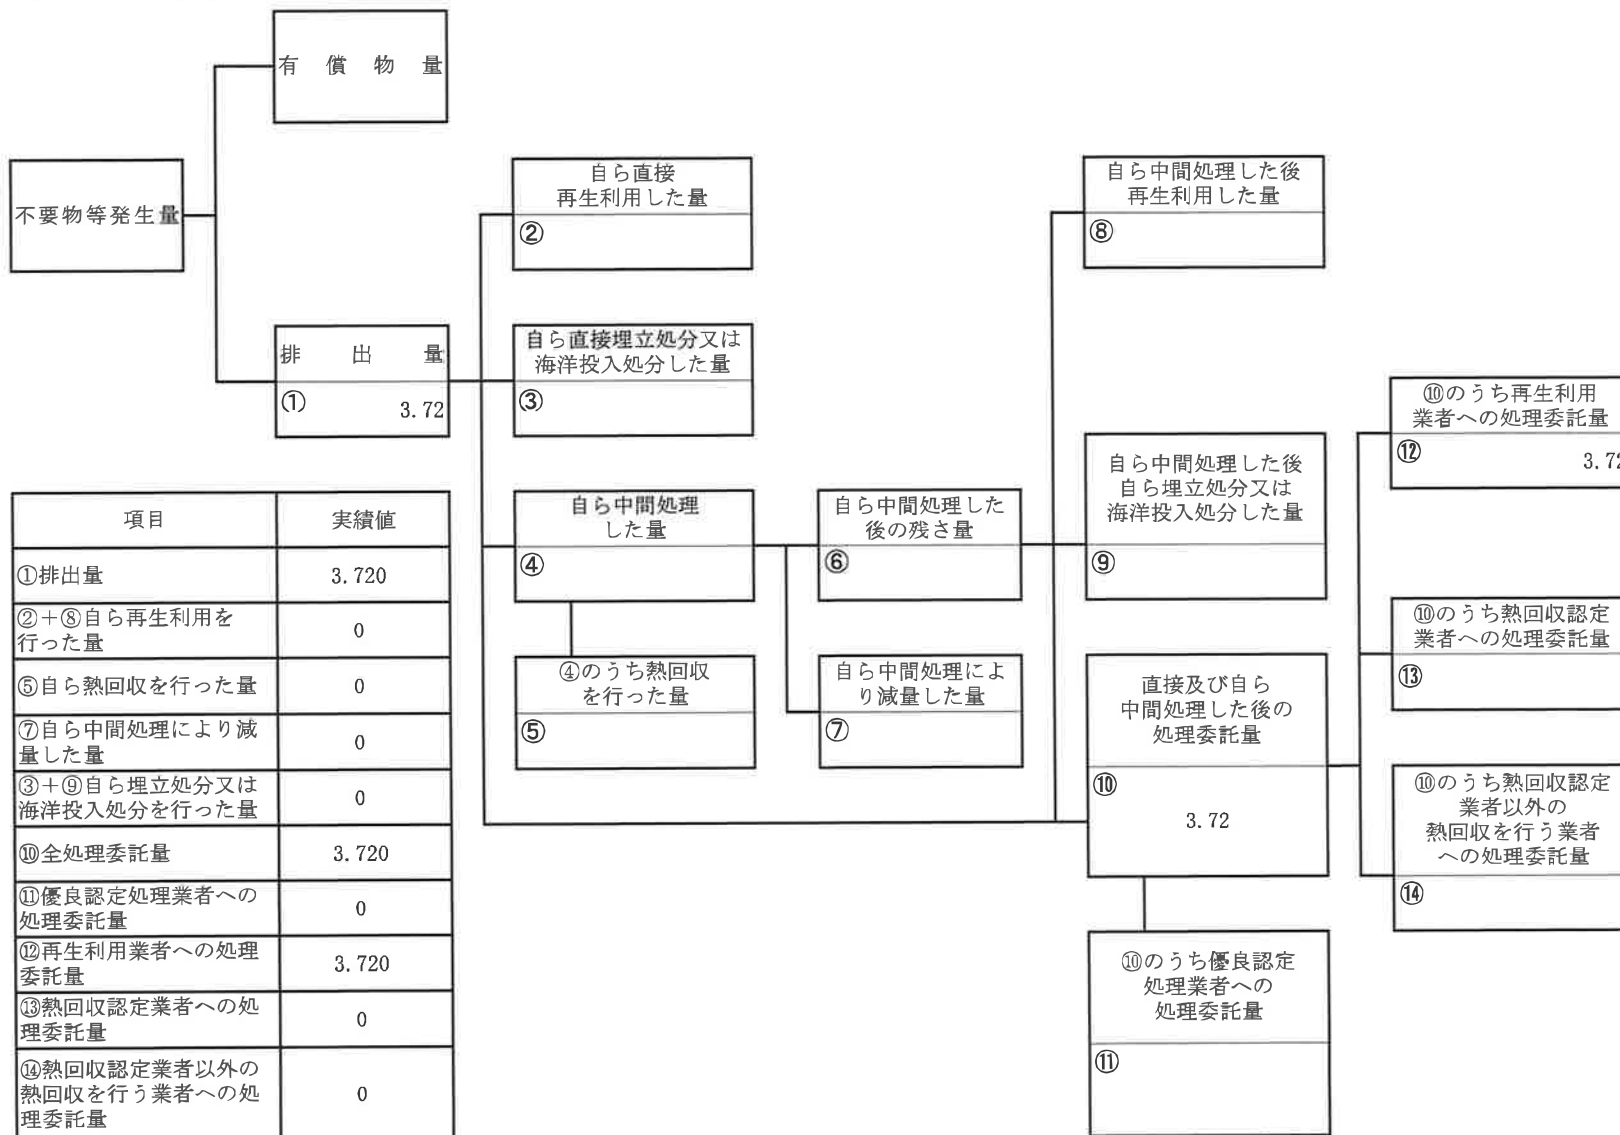 有償物量
不要物等発生量
排出量
① 3.72
自ら直接
再生利用した量
②
自ら直接埋立処分又は
海洋投入処分した量
③
自ら中間処理
した量
④
④のうち熱回収
を行った量
⑤
自ら中間処理した
後の残さ量
⑥
自ら中間処理によ
り減量した量
⑦
自ら中間処理した後
再生利用した量
⑧
自ら中間処理した後
自ら埋立処分又は
海洋投入処分した量
⑨
直接及び自ら
中間処理した後の
処理委託量
⑩
3.72
⑩のうち優良認定
処理業者への
処理委託量
⑪
⑩のうち再生利用
業者への処理委託量
⑫ 3.72
⑩のうち熱回収認定
業者への処理委託量
⑬
⑩のうち熱回収認定
業者以外の
熱回収を行う業者
への処理委託量
⑭
項目 実績値
①排出量 3.720
②＋⑧自ら再生利用を
行った量 0
⑤自ら熱回収を行った量 0
⑦自ら中間処理により減
量した量 0
③＋⑨自ら埋立処分又は
海洋投入処分を行った量 0
⑩全処理委託量 3.720
⑪優良認定処理業者への
処理委託量 0
⑫再生利用業者への処理
委託量 3.720
⑬熱回収認定業者への処
理委託量 0
⑭熱回収認定業者以外の
熱回収を行う業者への処
理委託量 0